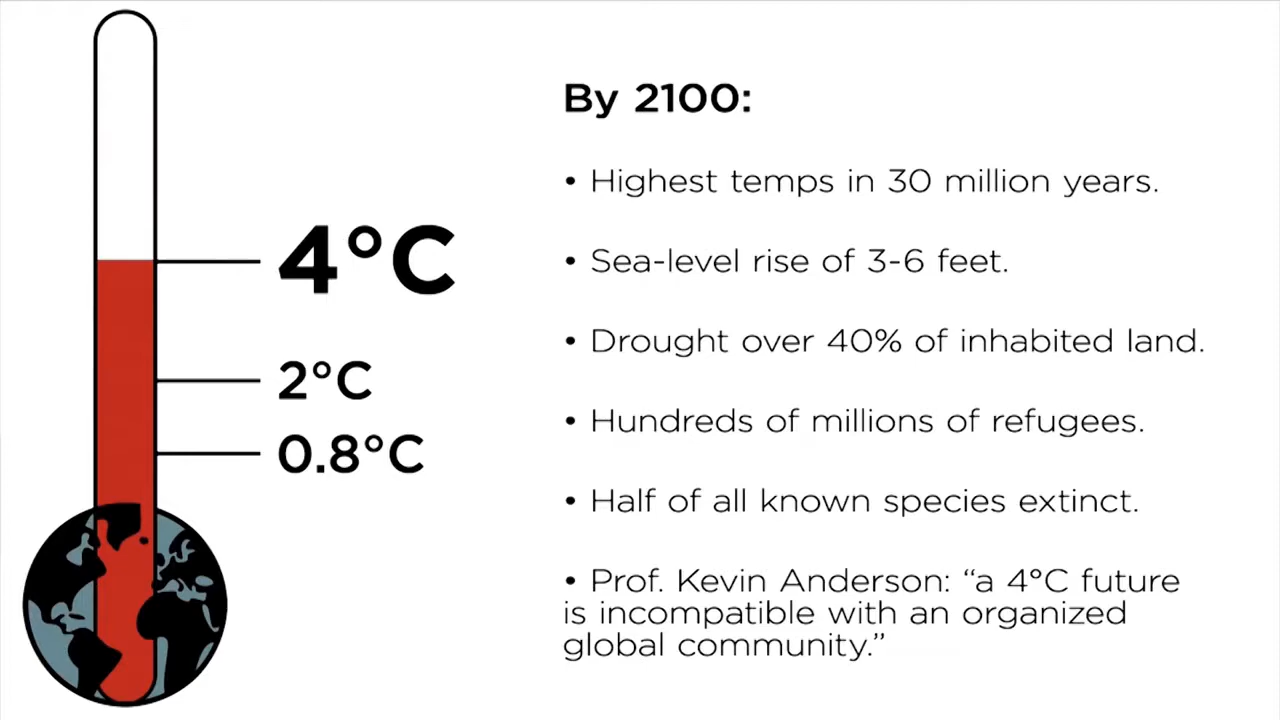 By 2100:
• Highest temps in 30 million years.
4°C
• Sea-level rise of 3-6 feet.
• Drought over 40% of inhabited land.
2°C
• Hundreds of millions of refugees.
0.8°C
• Half of all known species extinct.
• Prof. Kevin Anderson: “a 4°C future
is incompatible with an organized
global community.”